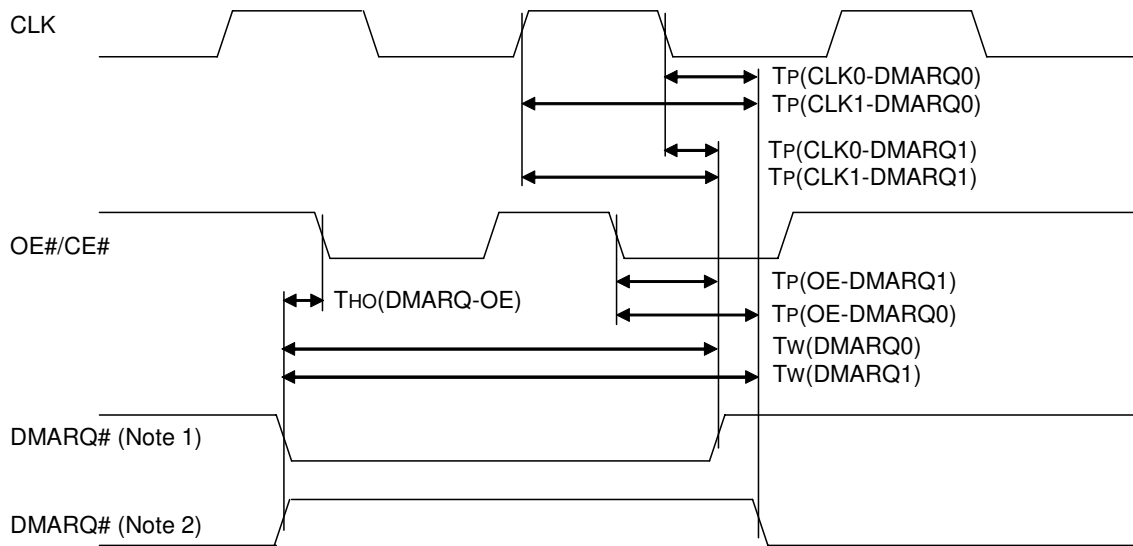 CLK
TP(CLK0-DMARQ0)
TP(CLK1-DMARQ0)
TP(CLK0-DMARQ1)
TP(CLK1-DMARQ1)
OE#/CE#
TP(OE-DMARQ1)
THO(DMARQ-OE)
TP(OE-DMARQ0)
TW(DMARQ0)
TW(DMARQ1)
DMARQ# (Note 1)
DMARQ# (Note 2)